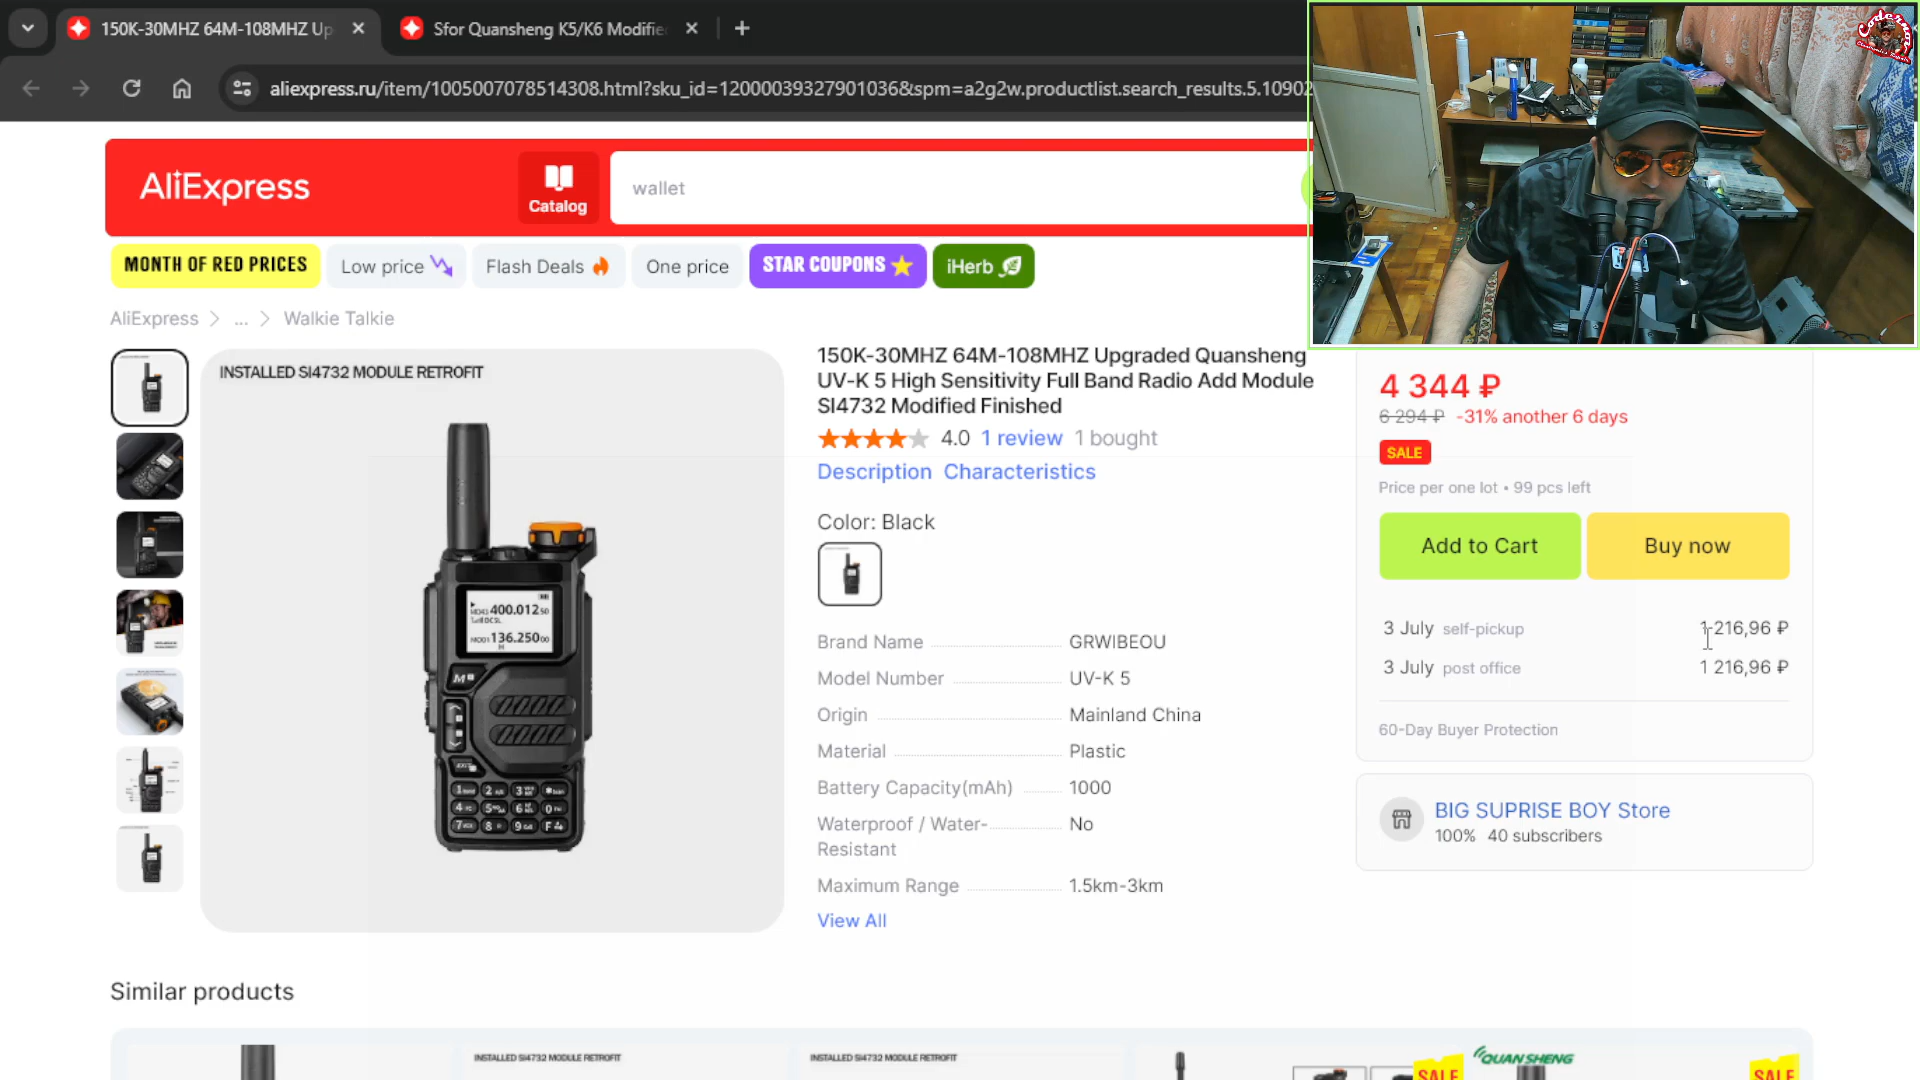 150K-30MHZ 64M-108MHZ Up
Sfor Quansheng K5/K6 Modifie
aliexpress.ru/item/1005007078514308.html?sku_id=12000039327901036&spm=a2g2w.productlist.search_results.5.10902
AliExpress
Catalog
wallet
MONTH OF RED PRICES
Low price
Flash Deals
One price
STAR COUPONS
iHerb
AliExpress > ... > Walkie Talkie
INSTALLED SI4732 MODULE RETROFIT
400.01250
136.25000
150K-30MHZ 64M-108MHZ Upgraded Quansheng
UV-K 5 High Sensitivity Full Band Radio Add Module
SI4732 Modified Finished
4.0 1 review 1 bought
Description Characteristics
Color: Black
Brand Name GRWIBEOU
Model Number UV-K 5
Origin Mainland China
Material Plastic
Battery Capacity(mAh) 1000
Waterproof / Water-
Resistant No
Maximum Range 1.5km-3km
View All
4 344 ₽
6 294 ₽ -31% another 6 days
SALE
Price per one lot • 99 pcs left
Add to Cart
Buy now
3 July self-pickup 1 216,96 ₽
3 July post office 1 216,96 ₽
60-Day Buyer Protection
BIG SUPRISE BOY Store
100% 40 subscribers
Similar products
INSTALLED SI4732 MODULE RETROFIT
INSTALLED SI4732 MODULE RETROFIT
SALE
QUANSHENG
SALE